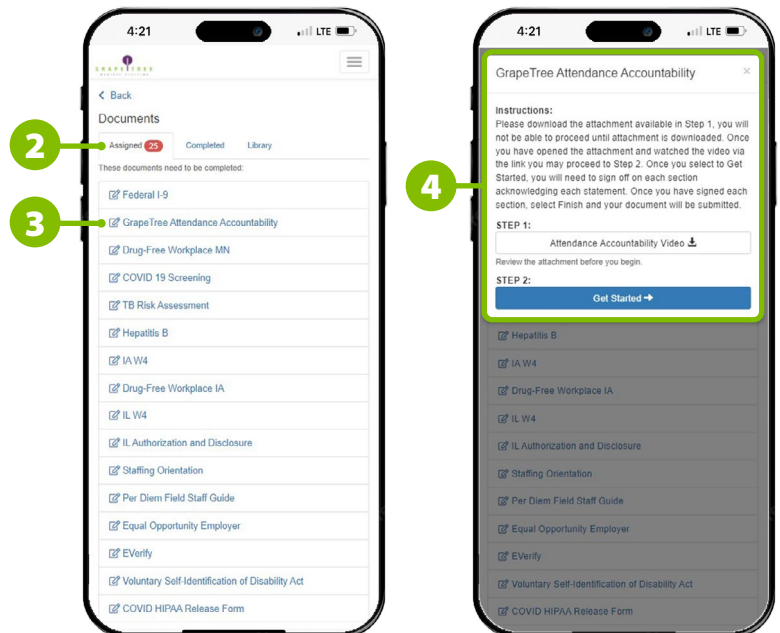 4:21
LTE
GRAPETREE
Back
Documents
Assigned 25
Completed
Library
These documents need to be completed:
Federal I-9
GrapeTree Attendance Accountability
Drug-Free Workplace MN
COVID 19 Screening
TB Risk Assessment
Hepatitis B
IA W4
Drug-Free Workplace IA
IL W4
IL Authorization and Disclosure
Staffing Orientation
Per Diem Field Staff Guide
Equal Opportunity Employer
EVerify
Voluntary Self-Identification of Disability Act
COVID HIPAA Release Form
2
3
4:21
LTE
GrapeTree Attendance Accountability
×
Instructions:
Please download the attachment available in Step 1, you will
not be able to proceed until attachment is downloaded. Once
you have opened the attachment and watched the video via
the link you may proceed to Step 2. Once you select to Get
Started, you will need to sign off on each section
acknowledging each statement. Once you have signed each
section, select Finish and your document will be submitted.
STEP 1:
Attendance Accountability Video
Review the attachment before you begin.
STEP 2:
Get Started
4
Hepatitis B
IA W4
Drug-Free Workplace IA
IL W4
IL Authorization and Disclosure
Staffing Orientation
Per Diem Field Staff Guide
Equal Opportunity Employer
EVerify
Voluntary Self-Identification of Disability Act
COVID HIPAA Release Form